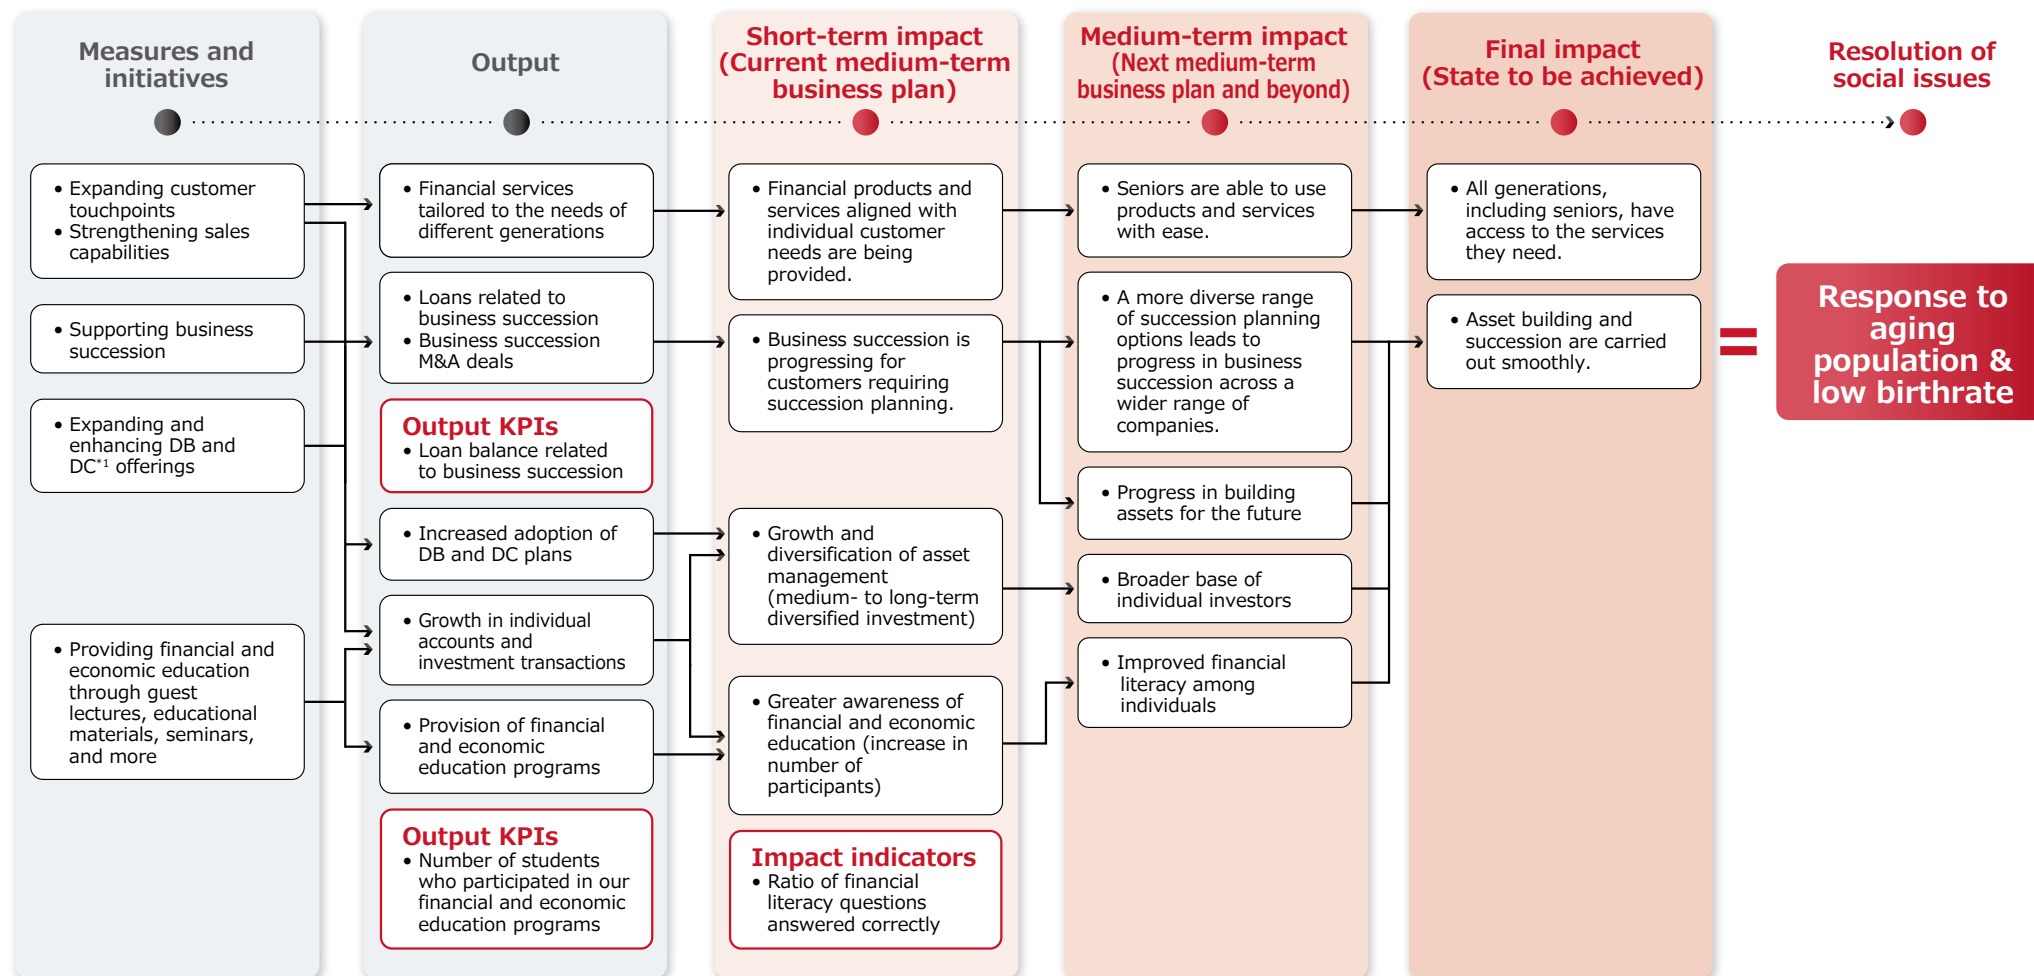 Measures and
initiatives
Output
Short-term impact
(Current medium-term
business plan)
Medium-term impact
(Next medium-term
business plan and beyond)
Final impact
(State to be achieved)
Resolution of
social issues
• Expanding customer
touchpoints
• Strengthening sales
capabilities
• Supporting business
succession
• Expanding and
enhancing DB and
DC*1 offerings
• Providing financial and
economic education
through guest
lectures, educational
materials, seminars,
and more
• Financial services
tailored to the needs of
different generations
• Loans related to
business succession
• Business succession
M&A deals
Output KPIs
• Loan balance related
to business succession
• Increased adoption of
DB and DC plans
• Growth in individual
accounts and
investment transactions
• Provision of financial
and economic
education programs
Output KPIs
• Number of students
who participated in our
financial and economic
education programs
• Financial products and
services aligned with
individual customer
needs are being
provided.
• Business succession is
progressing for
customers requiring
succession planning.
• Growth and
diversification of asset
management
(medium- to long-term
diversified investment)
• Greater awareness of
financial and economic
education (increase in
number of
participants)
Impact indicators
• Ratio of financial
literacy questions
answered correctly
• Seniors are able to use
products and services
with ease.
• A more diverse range
of succession planning
options leads to
progress in business
succession across a
wider range of
companies.
• Progress in building
assets for the future
• Broader base of
individual investors
• Improved financial
literacy among
individuals
• All generations,
including seniors, have
access to the services
they need.
• Asset building and
succession are carried
out smoothly.
=
Response to
aging
population &
low birthrate